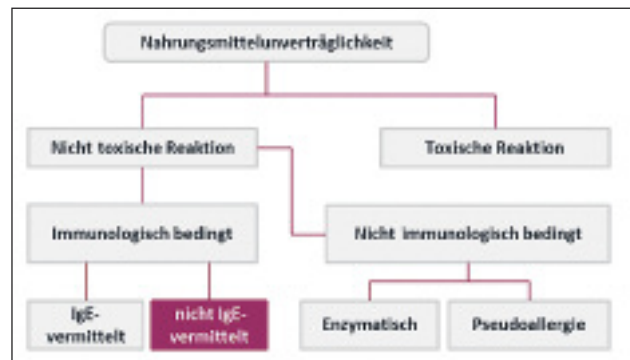 Nahrungsmittelunverträglichkeit
Nicht toxische Reaktion
Toxische Reaktion
Immunologisch bedingt
Nicht immunologisch bedingt
IgE-
vermittelt
nicht IgE-
vermittelt
Enzymatisch
Pseudoallergie